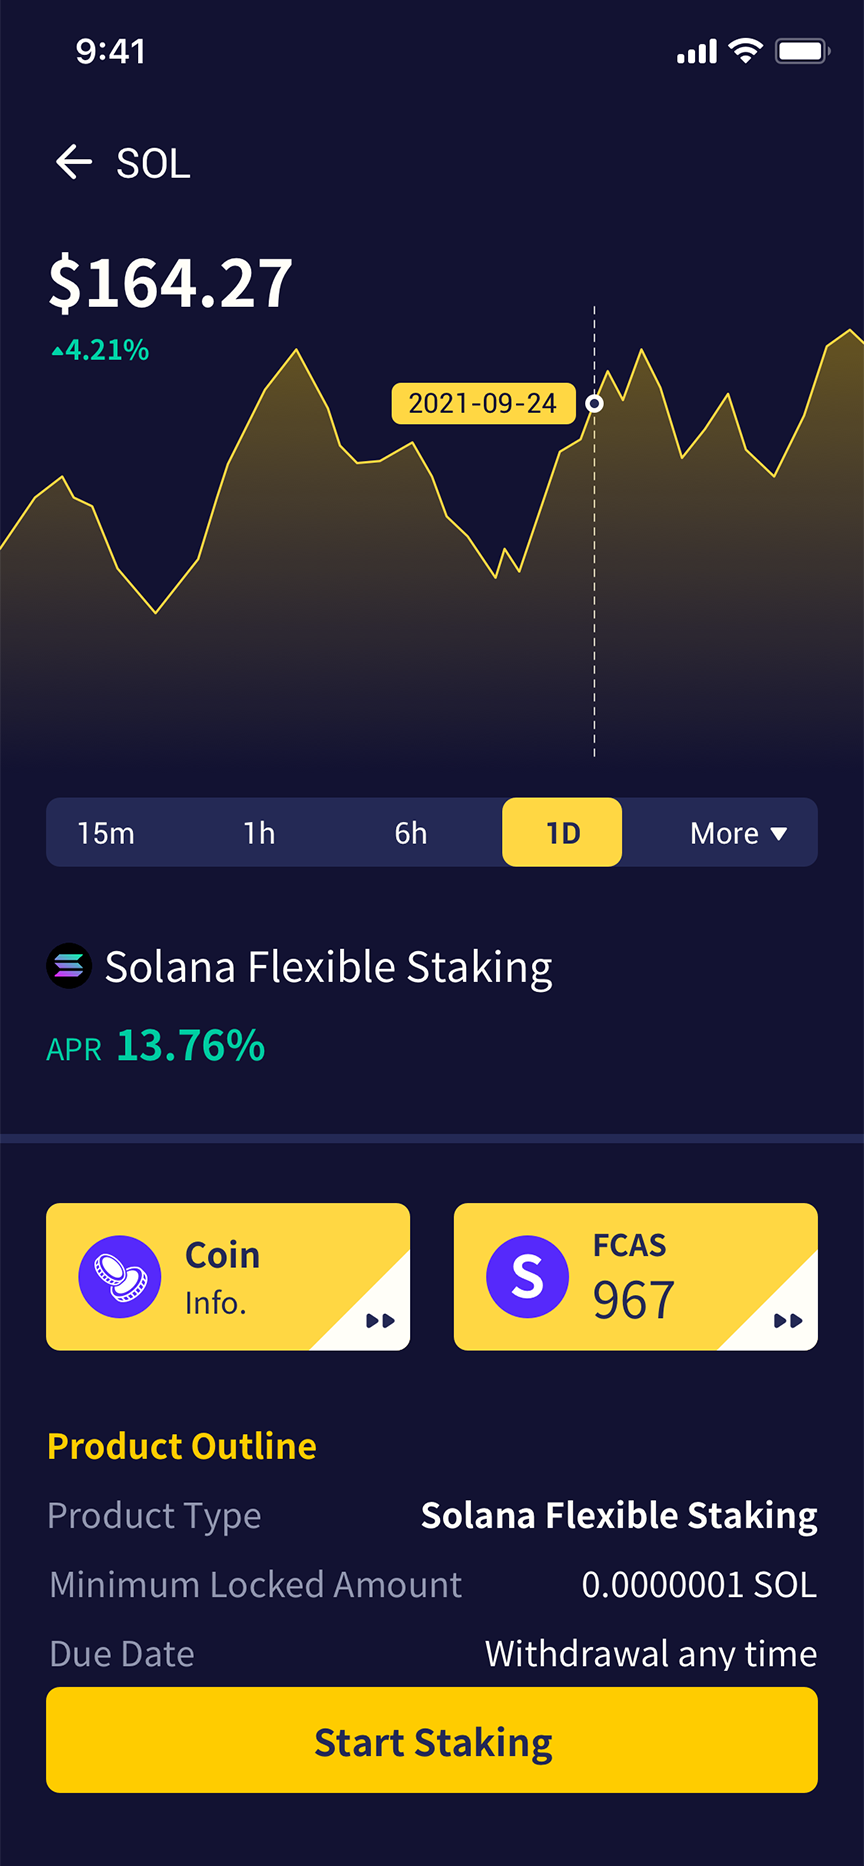 9:41
SOL
$164.27
▲4.21%
2021-09-24
15m 1h 6h 1D More ▼
Solana Flexible Staking
APR 13.76%
Coin
Info.
S
FCAS
967
Product Outline
Product Type Solana Flexible Staking
Minimum Locked Amount 0.0000001 SOL
Due Date Withdrawal any time
Start Staking